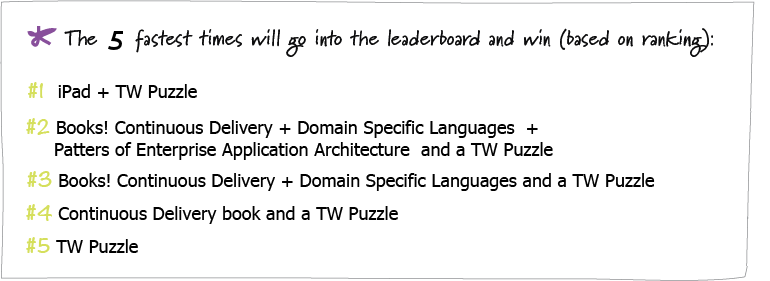 The 5 fastest times will go into the leaderboard and win (based on ranking):
#1 iPad + TW Puzzle
#2 Books! Continuous Delivery + Domain Specific Languages +
Patters of Enterprise Application Architecture and a TW Puzzle
#3 Books! Continuous Delivery + Domain Specific Languages and a TW Puzzle
#4 Continuous Delivery book and a TW Puzzle
#5 TW Puzzle